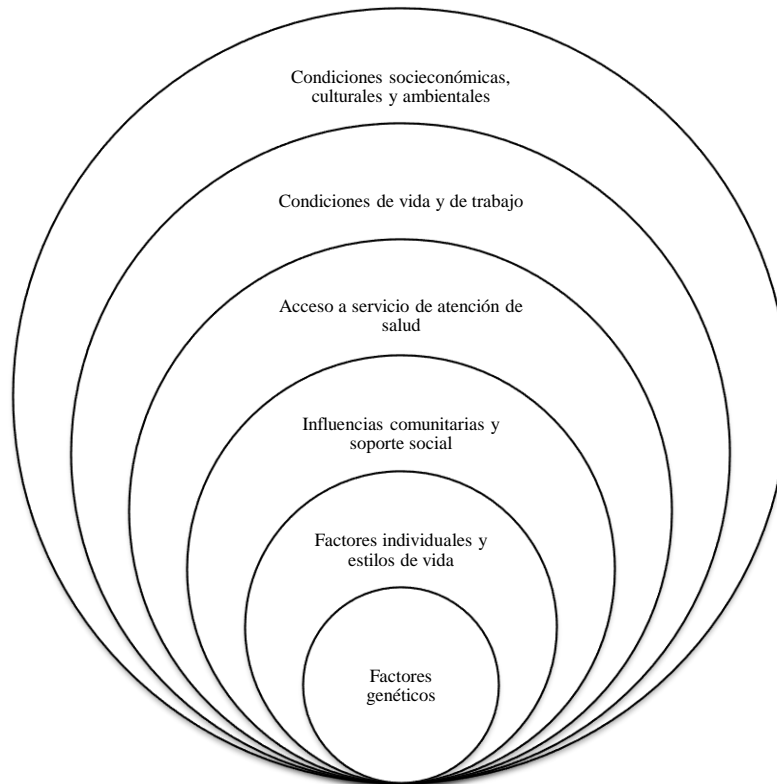 Condiciones socieconómicas,
culturales y ambientales
Condiciones de vida y de trabajo
Acceso a servicio de atención de
salud
Influencias comunitarias y
soporte social
Factores individuales y
estilos de vida
Factores
genéticos